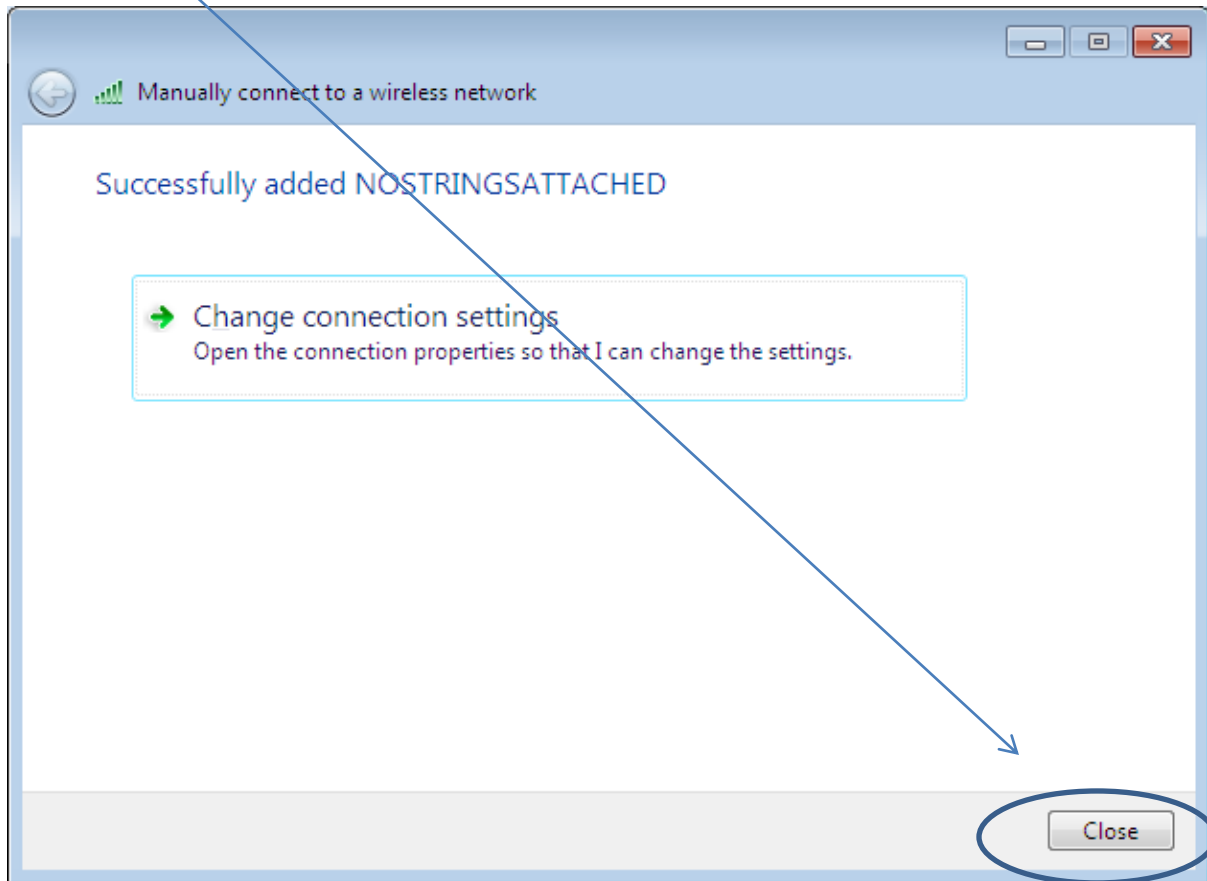 Manually connect to a wireless network
Successfully added NOSTRINGSATTACHED
Change connection settings
Open the connection properties so that I can change the settings.
Close